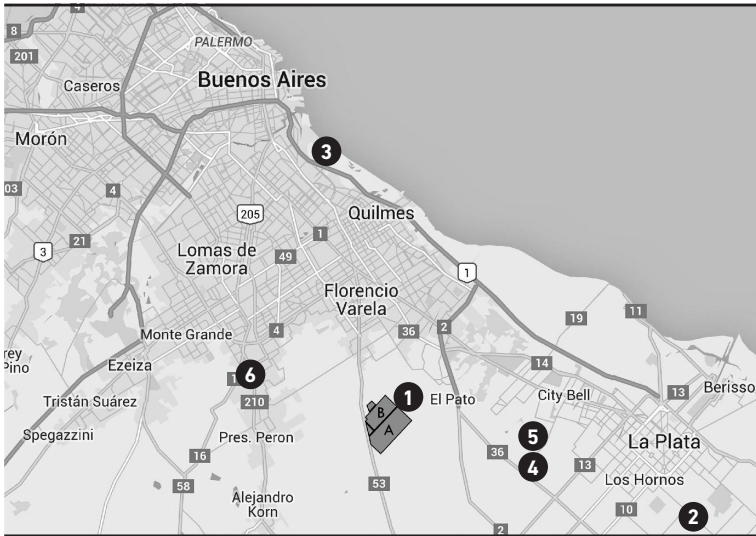 4
8
201
PALERMO
Caseros
Buenos Aires
Morón
3
03
4
205
Quilmes
3
21
Lomas de
Zamora
49
1
1
Florencio
Varela
19
11
Monte Grande
4
36
2
rey
Pino
Ezeiza
6
14
13
Berisso
210
1
B
A
El Pato
City Bell
Tristán Suárez
Spegazzini
Pres. Peron
5
La Plata
16
36
4
13
Los Hornos
58
53
Alejandro
Korn
10
2
2